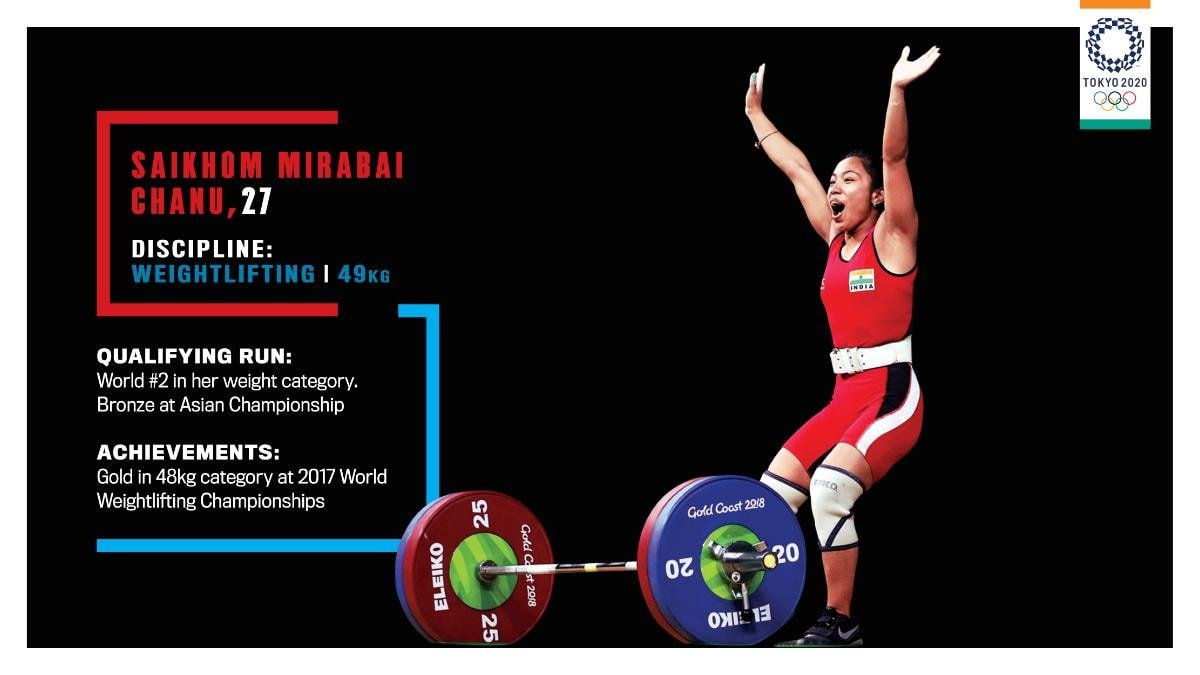 TOKYO 2020
SAIKHOM MIRABAI
CHANU, 27
DISCIPLINE:
WEIGHTLIFTING | 49KG
QUALIFYING RUN:
World #2 in her weight category.
Bronze at Asian Championship
ACHIEVEMENTS:
Gold in 48kg category at 2017 World
Weightlifting Championships
INDIA
25
ELEIKO
Gold Coast 2018
25
Gold Coast 2018
20
20
ELEIKO